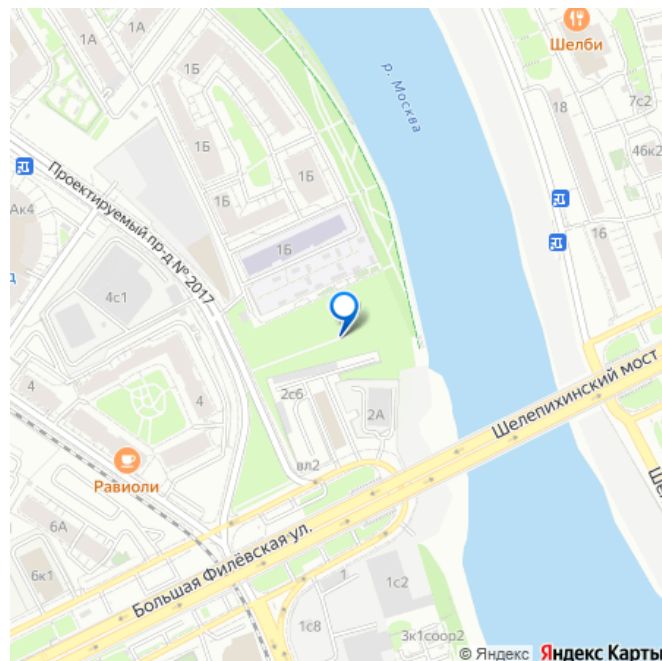 1А
1А
1Б
Шелби
р. Москва
18
7с2
46к2
1Б
1Б
1Б
Проектируемый пр-д № 2017
Ак4
1Б
16
д
4с1
4
4
2с6
2А
Шелепихинский мост
Равиоли
вл2
6А
Большая Филёвская ул.
6к1
1
1с2
1с8
3к1соор2
© Яндекс Яндекс Карты